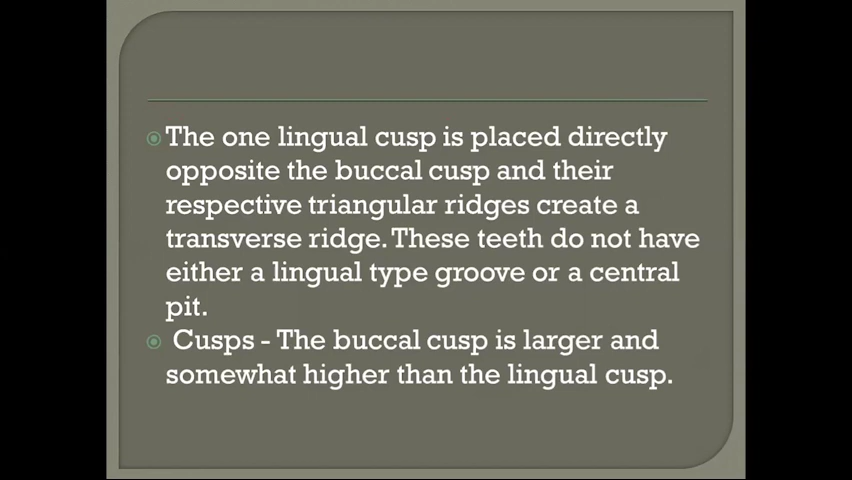 The one lingual cusp is placed directly
opposite the buccal cusp and their
respective triangular ridges create a
transverse ridge. These teeth do not have
either a lingual type groove or a central
pit.
Cusps - The buccal cusp is larger and
somewhat higher than the lingual cusp.